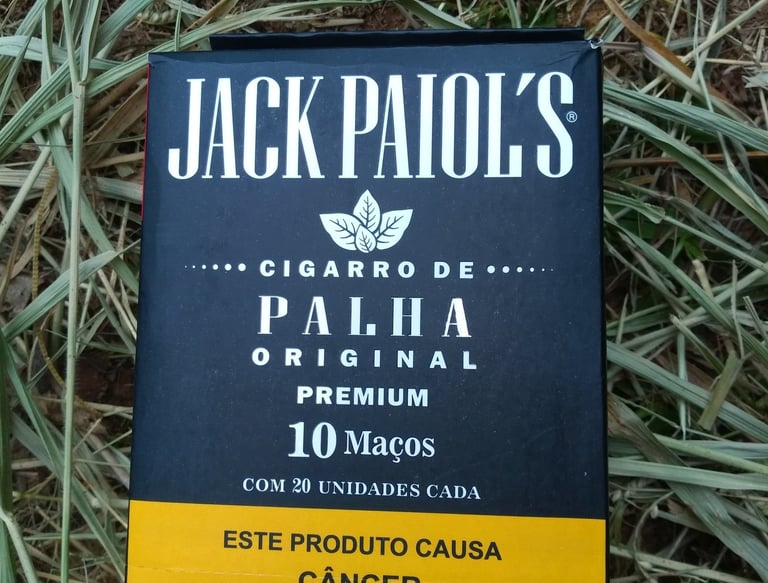 JACK PAIOL'S®
CIGARRO DE
PALHA
ORIGINAL
PREMIUM
10 Maços
COM 20 UNIDADES CADA
ESTE PRODUTO CAUSA
CÂNCER